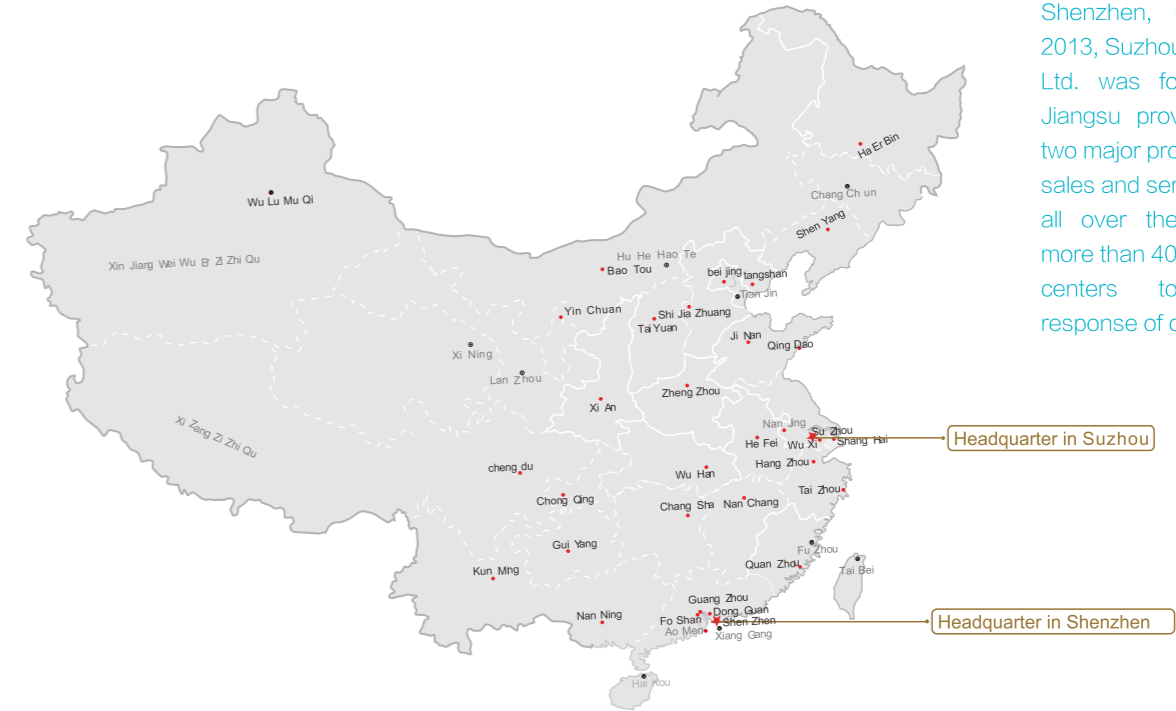 Shenzhen,
2013, Suzhou
Ltd. was fo
Jiangsu prov
two major pro
sales and ser
all over the
more than 40
centers to
response of c
Ha Er Bin
Chang Ch un
Wu Lu Mu Qi
Shen Yang
Hu He Hao Te
Xin Jiang Wei Wu Er Zi Zhi Qu
Bao Tou
bei jing
tangshan
Tian Jin
Yin Chuan
Shi Jia Zhuang
Tai Yuan
Ji Nan
Qing Dao
Xi Ning
Lan Zhou
Zheng Zhou
Xi An
Xi Zang Zi Zhi Qu
Nan Jing
Su Zhou
He Fei
Wu Xi
Shang Hai
Headquarter in Suzhou
Hang Zhou
cheng du
Wu Han
Chong Qing
Tai Zhou
Chang Sha
Nan Chang
Gui Yang
Fu Zhou
Quan Zhou
Tai Bei
Kun Ming
Guang Zhou
Dong Guan
Nan Ning
Fo Shan
Shen Zhen
Headquarter in Shenzhen
Ao Men
Xiang Gang
Hai Kou